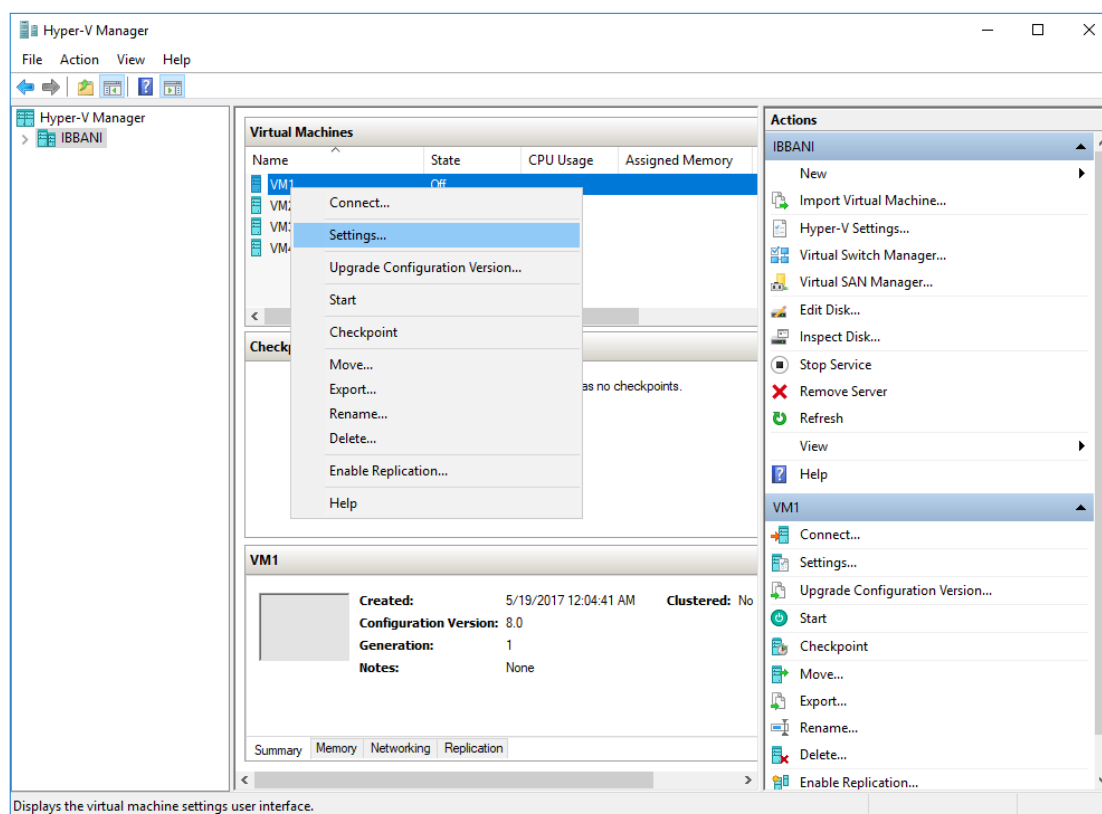 Hyper-V Manager
File Action View Help
Hyper-V Manager
IBBANI
Virtual Machines
Name State CPU Usage Assigned Memory
VM1 Off
VM2
VM3
VM4
Connect...
Settings...
Upgrade Configuration Version...
Start
Checkpoint
Move...
Export...
Rename...
Delete...
Enable Replication...
Help
as no checkpoints.
VM1
Created: 5/19/2017 12:04:41 AM Clustered: No
Configuration Version: 8.0
Generation: 1
Notes: None
Summary Memory Networking Replication
Actions
IBBANI
New
Import Virtual Machine...
Hyper-V Settings...
Virtual Switch Manager...
Virtual SAN Manager...
Edit Disk...
Inspect Disk...
Stop Service
Remove Server
Refresh
View
Help
VM1
Connect...
Settings...
Upgrade Configuration Version...
Start
Checkpoint
Move...
Export...
Rename...
Delete...
Enable Replication...
Displays the virtual machine settings user interface.